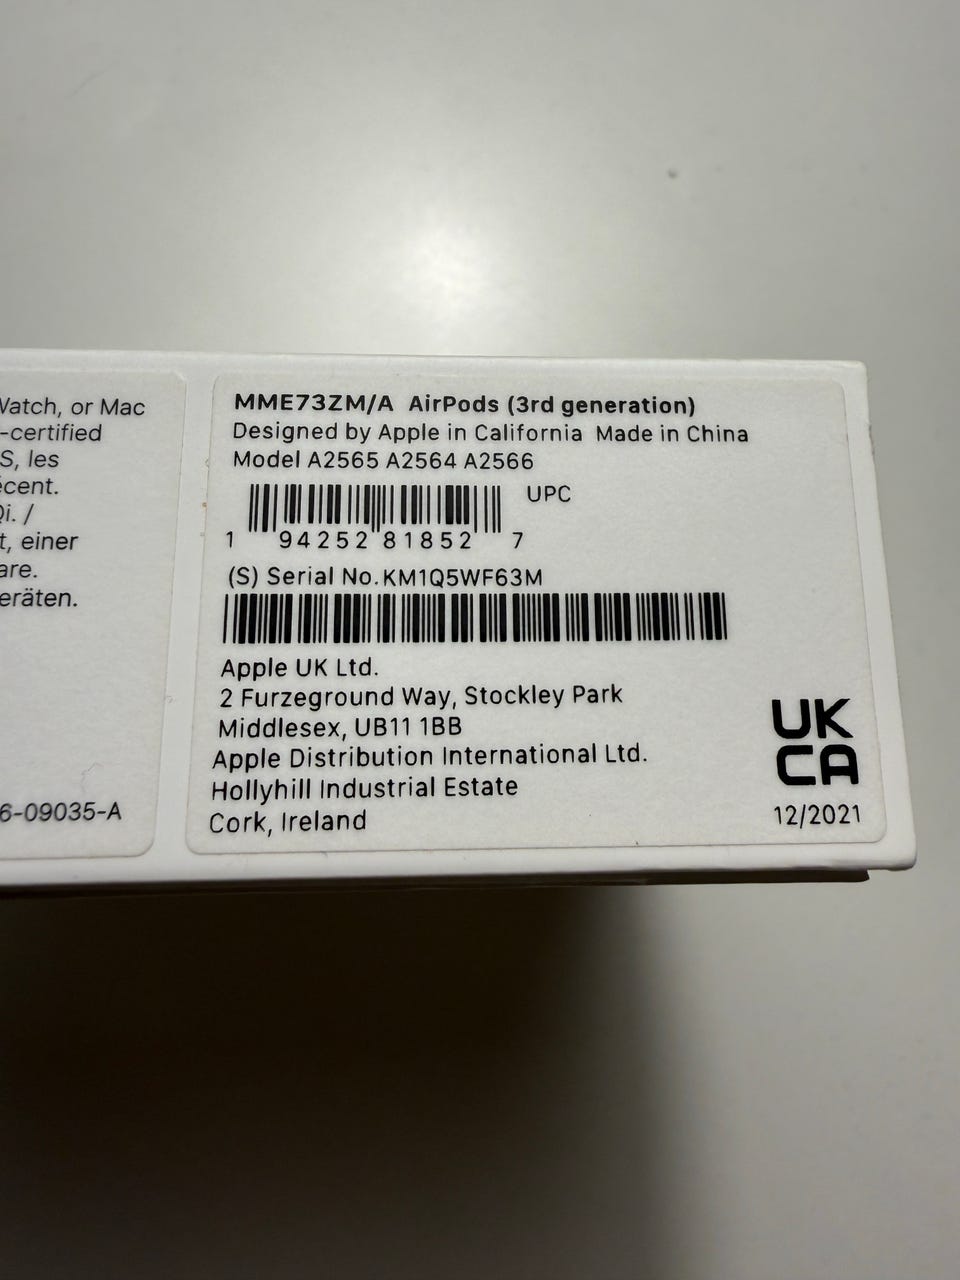 Watch, or Mac
-certified
S, les
écent.
Qi. /
t, einer
are.
eräten.
6-09035-A
MME73ZM/A AirPods (3rd generation)
Designed by Apple in California Made in China
Model A2565 A2564 A2566
UPC
1 94252 81852 7
(S) Serial No. KM1Q5WF63M
Apple UK Ltd.
2 Furzeground Way, Stockley Park
Middlesex, UB11 1BB
Apple Distribution International Ltd.
Hollyhill Industrial Estate
Cork, Ireland
UK
CA
12/2021